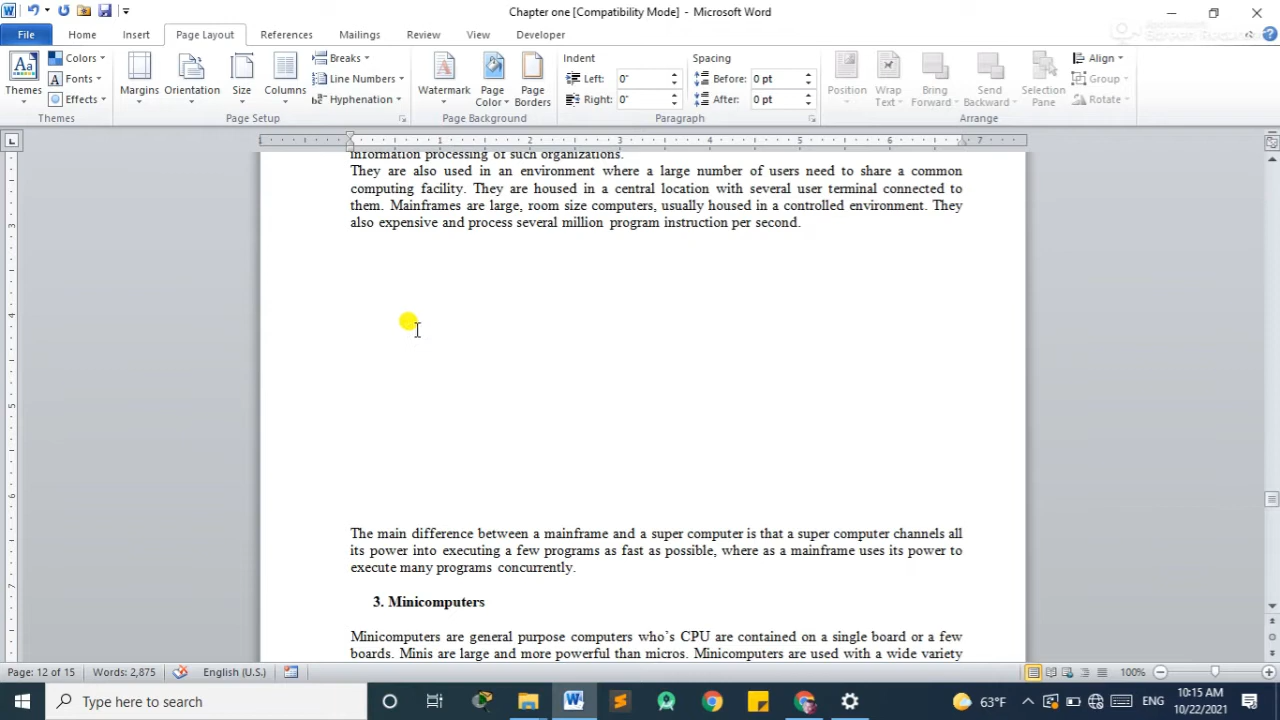 Chapter one [Compatibility Mode] - Microsoft Word
File Home Insert Page Layout References Mailings Review View Developer
Themes
Colors
Fonts
Effects
Themes
Margins
Orientation
Size
Columns
Breaks
Line Numbers
Hyphenation
Page Setup
Watermark
Page Color
Page Borders
Page Background
Indent
Left: 0"
Right: 0"
Spacing
Before: 0 pt
After: 0 pt
Paragraph
Position
Wrap Text
Bring Forward
Send Backward
Selection Pane
Align
Group
Rotate
Arrange
1 1 2 3 4 5 6 7
information processing of such organizations.
They are also used in an environment where a large number of users need to share a common
computing facility. They are housed in a central location with several user terminal connected to
them. Mainframes are large, room size computers, usually housed in a controlled environment. They
also expensive and process several million program instruction per second.
The main difference between a mainframe and a super computer is that a super computer channels all
its power into executing a few programs as fast as possible, where as a mainframe uses its power to
execute many programs concurrently.
3. Minicomputers
Minicomputers are general purpose computers who's CPU are contained on a single board or a few
boards. Minis are large and more powerful than micros. Minicomputers are used with a wide variety
Page: 12 of 15 Words: 2,875 English (U.S.) 100%
Type here to search 63°F ENG 10:15 AM
10/22/2021